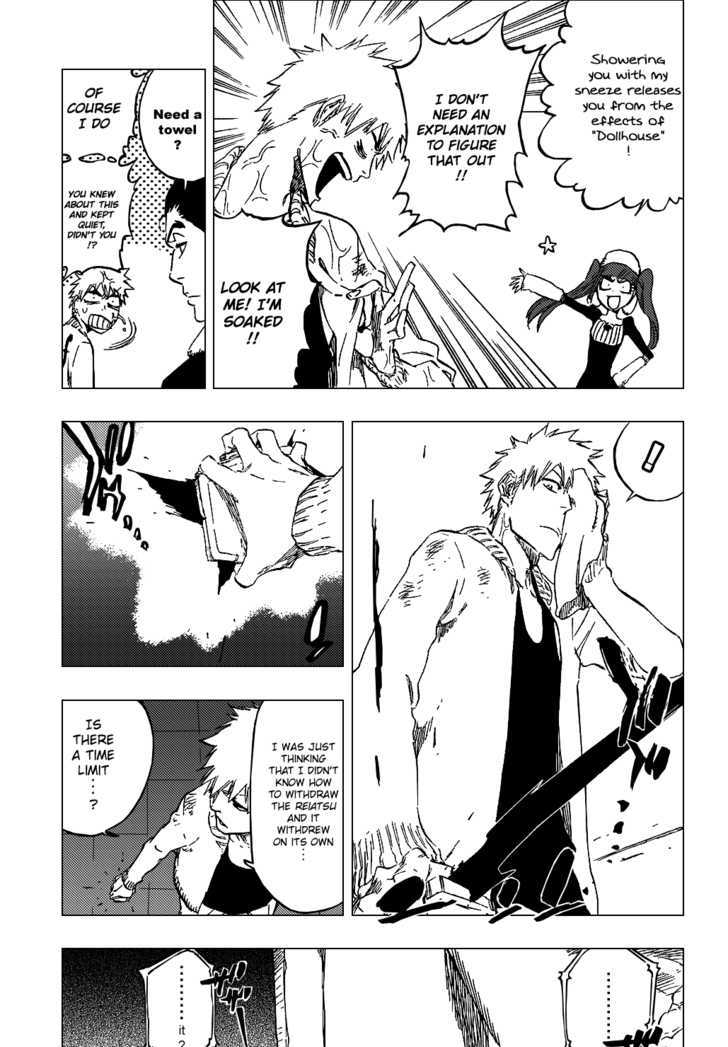 Showering
you with my
sneeze releases
you from the
effects of
"Dollhouse"
!
I DON'T
NEED AN
EXPLANATION
TO FIGURE
THAT OUT
!!
LOOK AT
ME! I'M
SOAKED
!!
Need a
towel
?
OF
COURSE
I DO
YOU KNEW
ABOUT THIS
AND KEPT
QUIET,
DIDN'T YOU
!?
!
I WAS JUST
THINKING
THAT I DIDN'T
KNOW HOW
TO WITHDRAW
THE REIATSU
AND IT
WITHDREW
ON ITS OWN
......
IS
THERE
A TIME
LIMIT
......
?
......
......
it
?